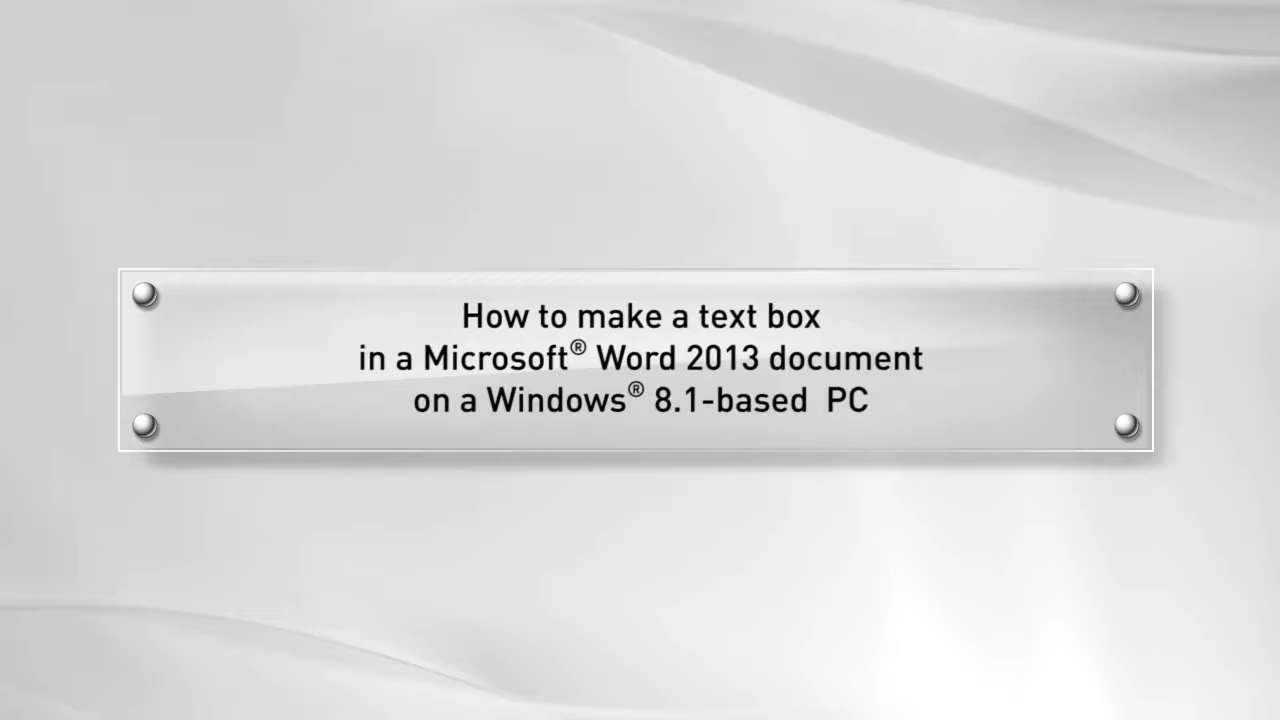 How to make a text box
in a Microsoft® Word 2013 document
on a Windows® 8.1-based PC